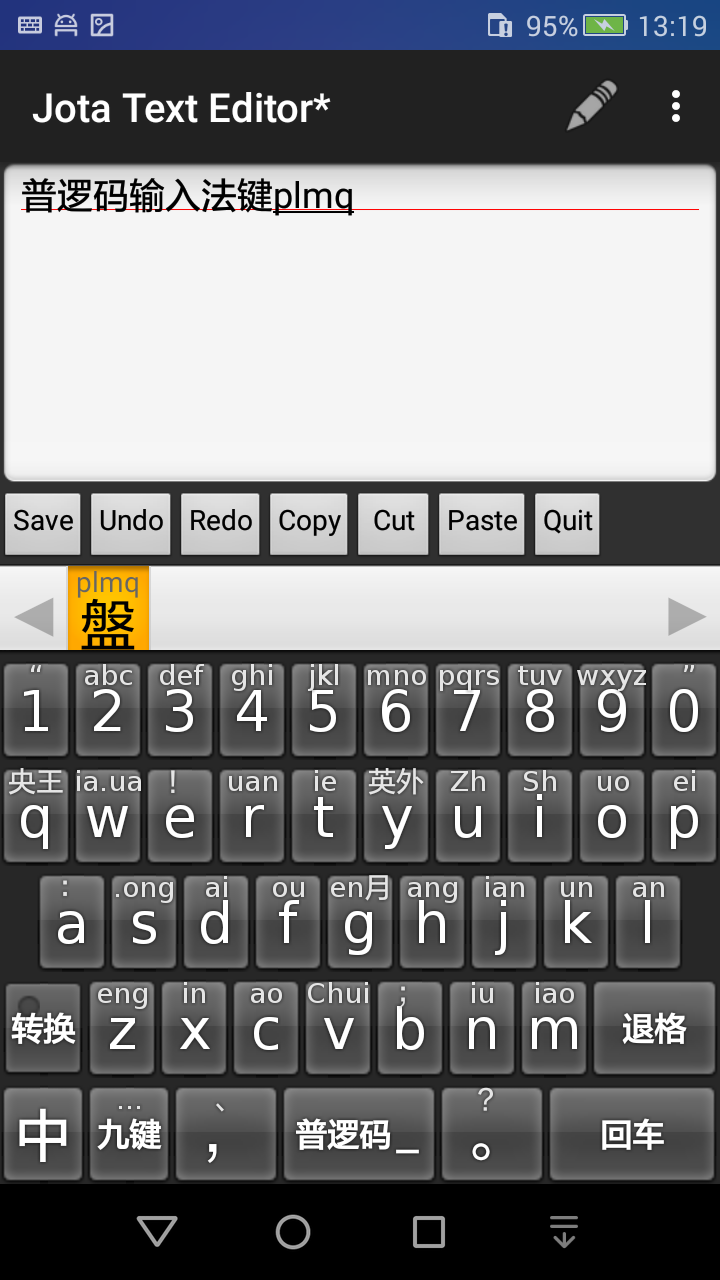 95% 13:19
Jota Text Editor*
普逻码输入法键plmq
Save Undo Redo Copy Cut Paste Quit
plmq
盤
“ abc def ghi jkl mno pqrs tuv wxyz ”
1 2 3 4 5 6 7 8 9 0
央王 ia.ua ！ uan ie 英外 Zh Sh uo ei
q w e r t y u i o p
： .ong ai ou en月 ang ian un an
a s d f g h j k l
eng in ao Chui ； iu iao
转换 z x c v b n m 退格
… 、 ？
中 九键 ， 普逻码_ 。 回车